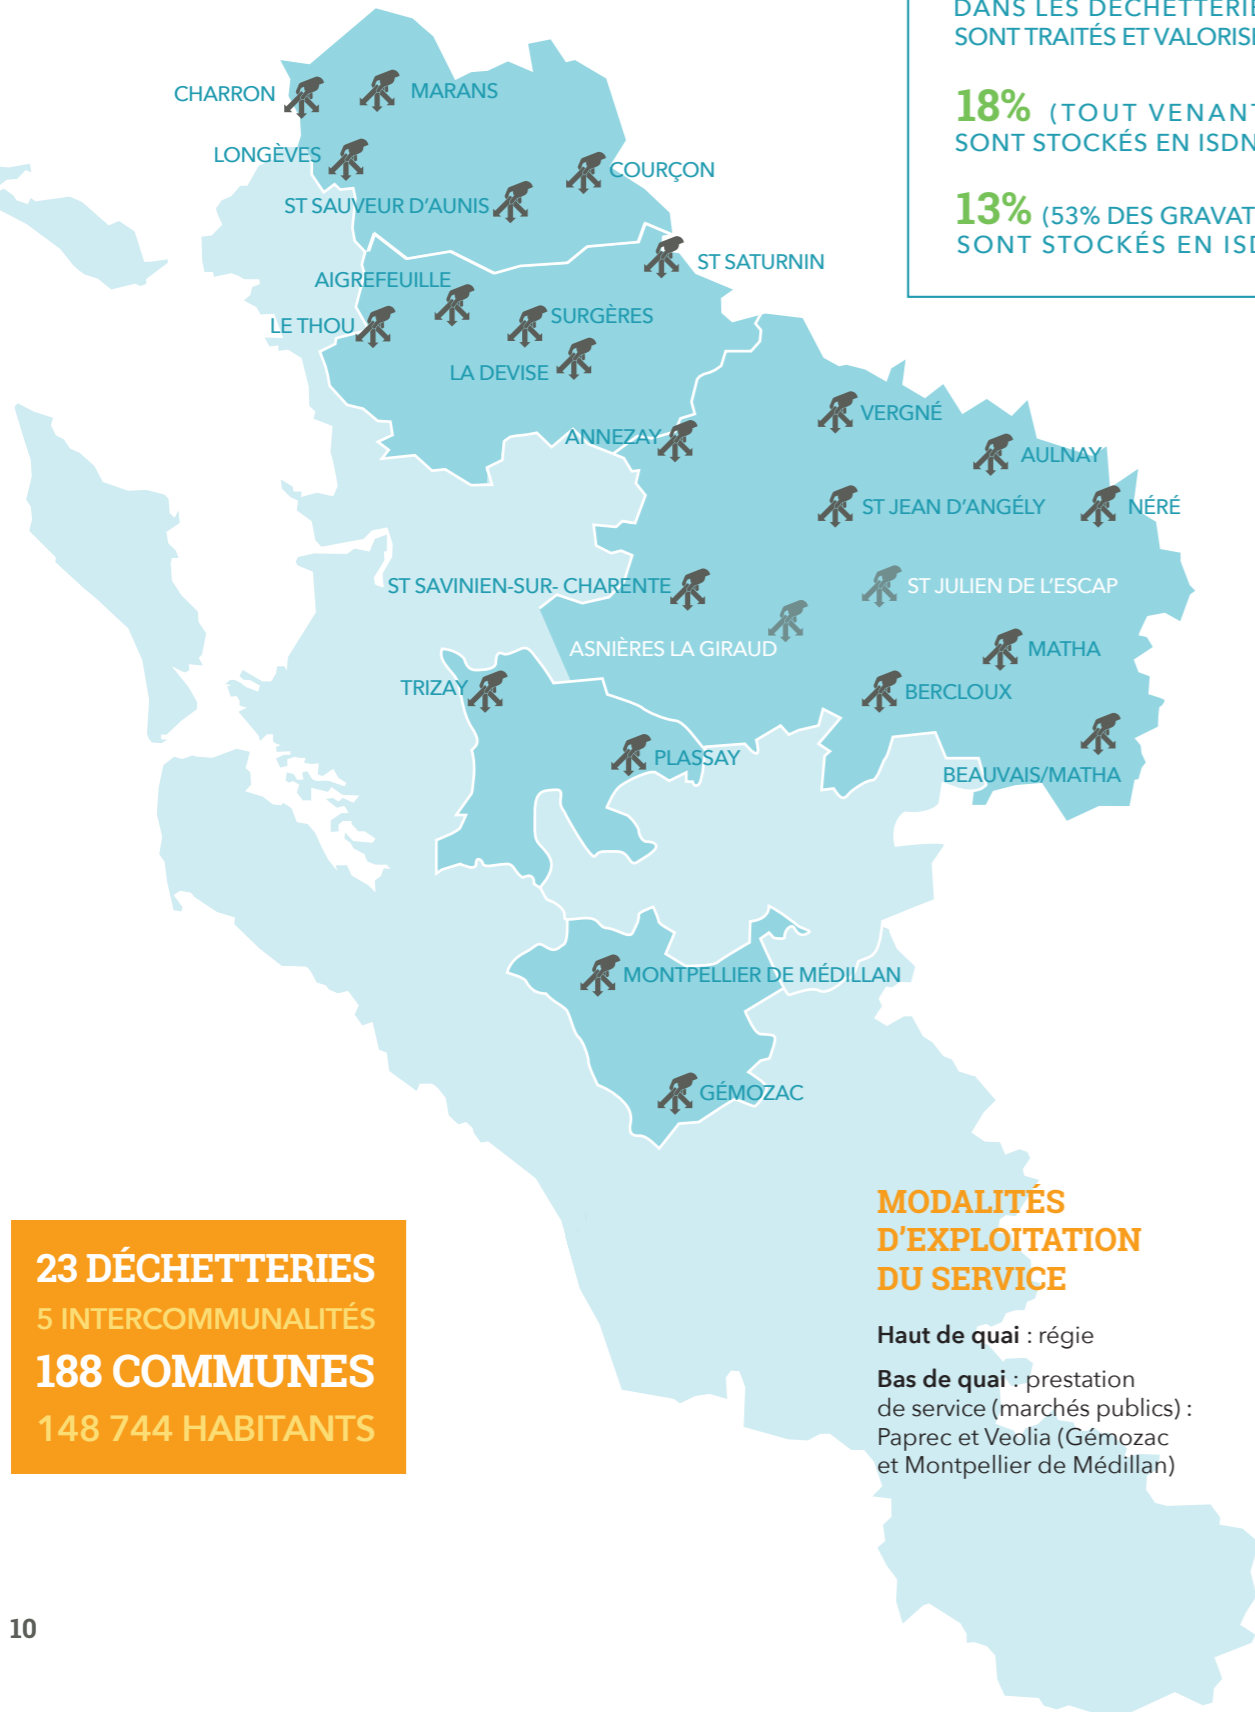 DANS LES DÉCHETTERIE
SONT TRAITÉS ET VALORIS
18% (TOUT VENANT
SONT STOCKÉS EN ISDN
13% (53% DES GRAVAT
SONT STOCKÉS EN ISD
CHARRON
MARANS
LONGÈVES
COURÇON
ST SAUVEUR D'AUNIS
ST SATURNIN
AIGREFEUILLE
LE THOU
SURGÈRES
LA DEVISE
VERGNÉ
ANNEZAY
AULNAY
ST JEAN D'ANGÉLY
NÉRÉ
ST SAVINIEN-SUR- CHARENTE
ST JULIEN DE L'ESCAP
ASNIÈRES LA GIRAUD
MATHA
TRIZAY
BERCLOUX
PLASSAY
BEAUVAIS/MATHA
MONTPELLIER DE MÉDILLAN
GÉMOZAC
23 DÉCHETTERIES
5 INTERCOMMUNALITÉS
188 COMMUNES
148 744 HABITANTS
MODALITÉS
D'EXPLOITATION
DU SERVICE
Haut de quai : régie
Bas de quai : prestation
de service (marchés publics) :
Paprec et Veolia (Gémozac
et Montpellier de Médillan)
10